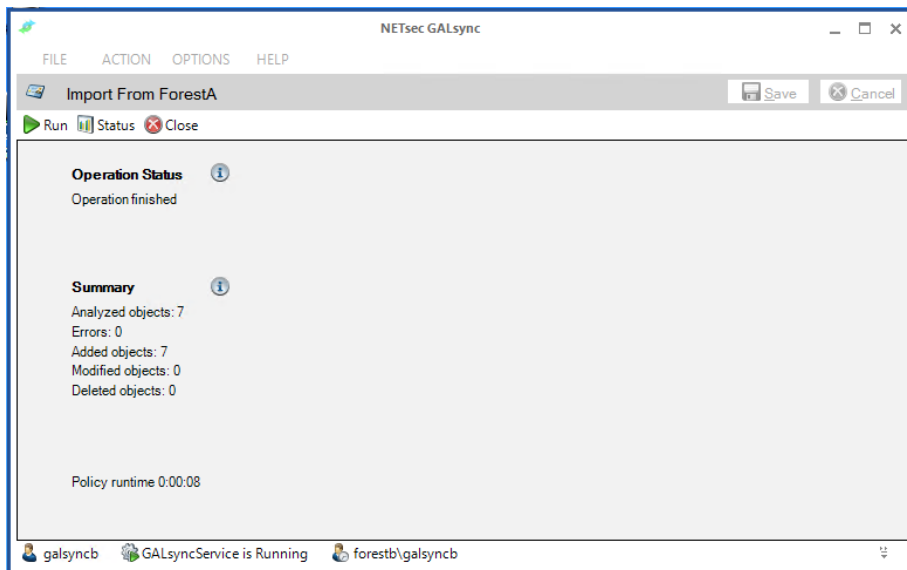 NETsec GALsync
FILE ACTION OPTIONS HELP
Import From ForestA Save Cancel
Run Status Close
Operation Status
Operation finished
Summary
Analyzed objects: 7
Errors: 0
Added objects: 7
Modified objects: 0
Deleted objects: 0
Policy runtime 0:00:08
galsyncb GALsyncService is Running forestb\galsyncb